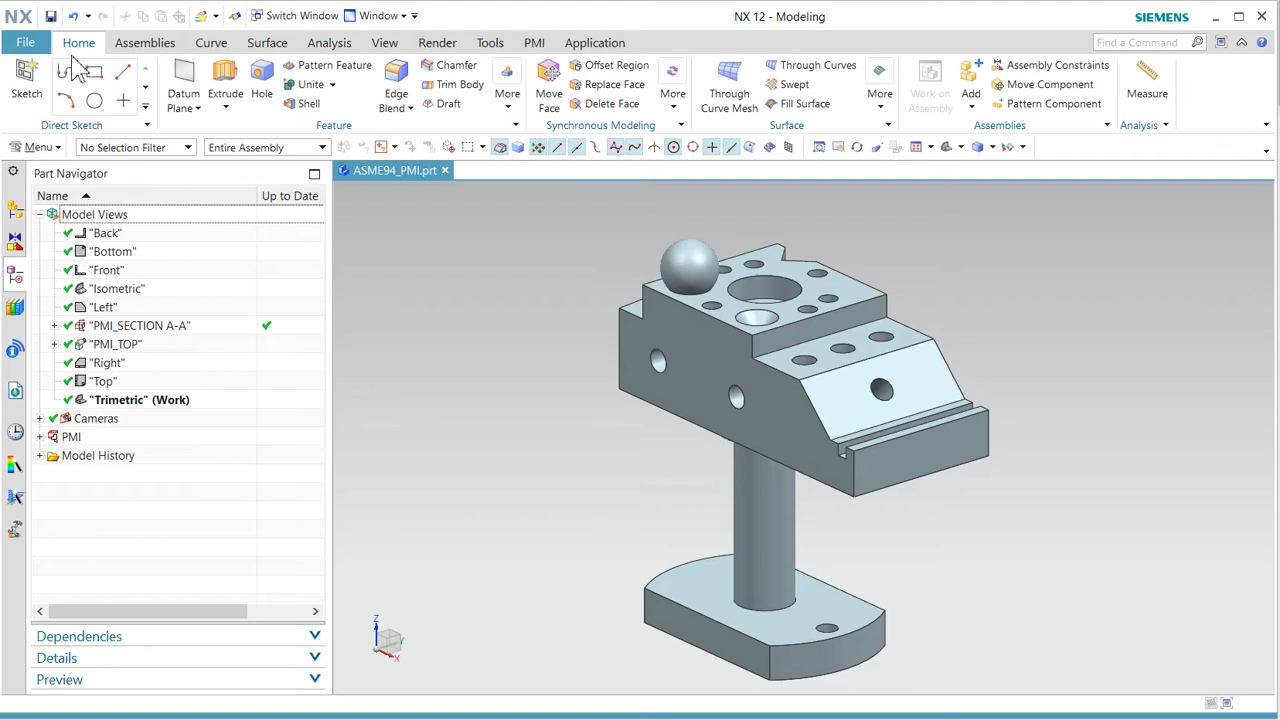 NX
Switch Window
Window
NX 12 - Modeling
SIEMENS
File
Home
Assemblies
Curve
Surface
Analysis
View
Render
Tools
PMI
Application
Find a Command
Sketch
Direct Sketch
Datum
Plane
Extrude
Hole
Pattern Feature
Unite
Shell
Edge
Blend
Chamfer
Trim Body
Draft
More
Feature
Move
Face
Offset Region
Replace Face
Delete Face
More
Synchronous Modeling
Through
Curve Mesh
Through Curves
Swept
Fill Surface
More
Surface
Work on
Assembly
Add
Assembly Constraints
Move Component
Pattern Component
Assemblies
Measure
Analysis
Menu
No Selection Filter
Entire Assembly
Part Navigator
ASME94_PMI.prt
Name
Up to Date
Model Views
"Back"
"Bottom"
"Front"
"Isometric"
"Left"
"PMI_SECTION A-A"
"PMI_TOP"
"Right"
"Top"
"Trimetric" (Work)
Cameras
PMI
Model History
Dependencies
Details
Preview
Z
Y
X